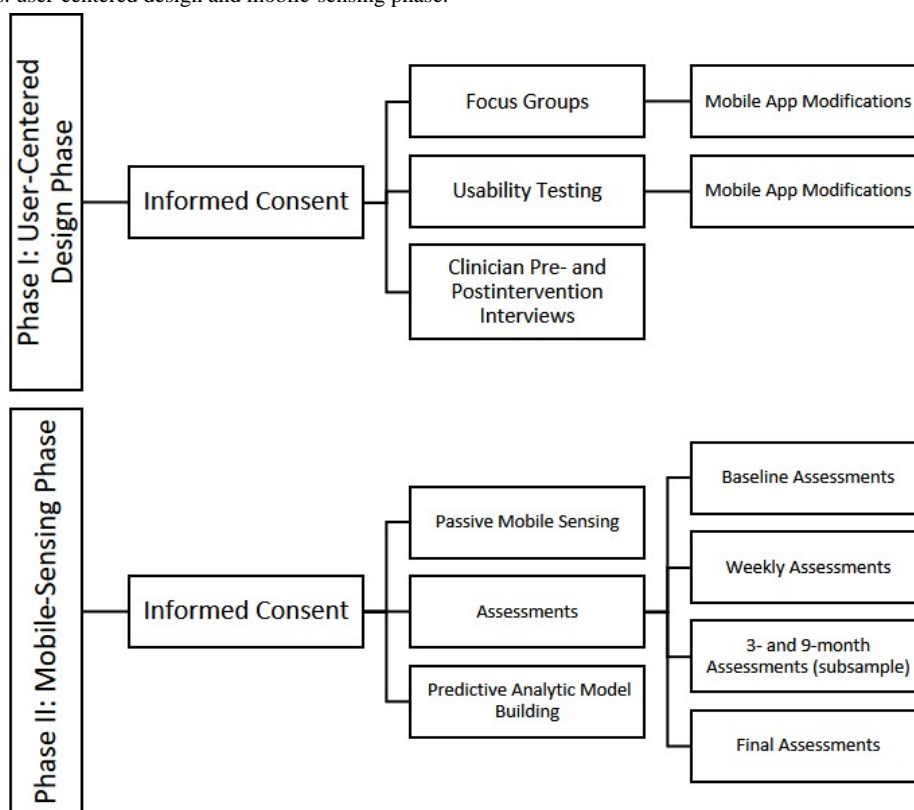 user-centered design and mobile-sensing phase.
Phase I: User-Centered
Design Phase
Informed Consent
Focus Groups
Mobile App Modifications
Usability Testing
Mobile App Modifications
Clinician Pre- and
Postintervention
Interviews
Phase II: Mobile-Sensing Phase
Informed Consent
Passive Mobile Sensing
Assessments
Predictive Analytic Model
Building
Baseline Assessments
Weekly Assessments
3- and 9-month
Assessments (subsample)
Final Assessments